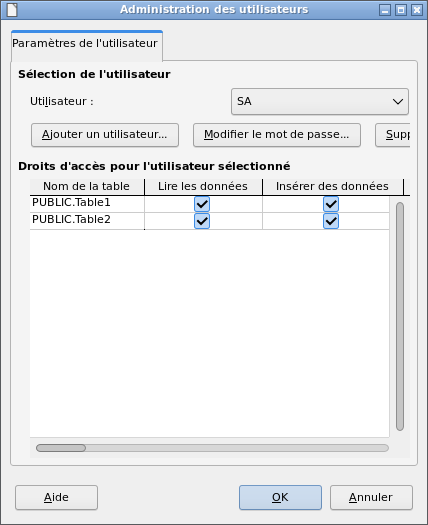 Administration des utilisateurs
Paramètres de l'utilisateur
Sélection de l'utilisateur
Utilisateur : SA
Ajouter un utilisateur... Modifier le mot de passe... Supp
Droits d'accès pour l'utilisateur sélectionné
Nom de la table Lire les données Insérer des données
PUBLIC.Table1
PUBLIC.Table2
Aide OK Annuler